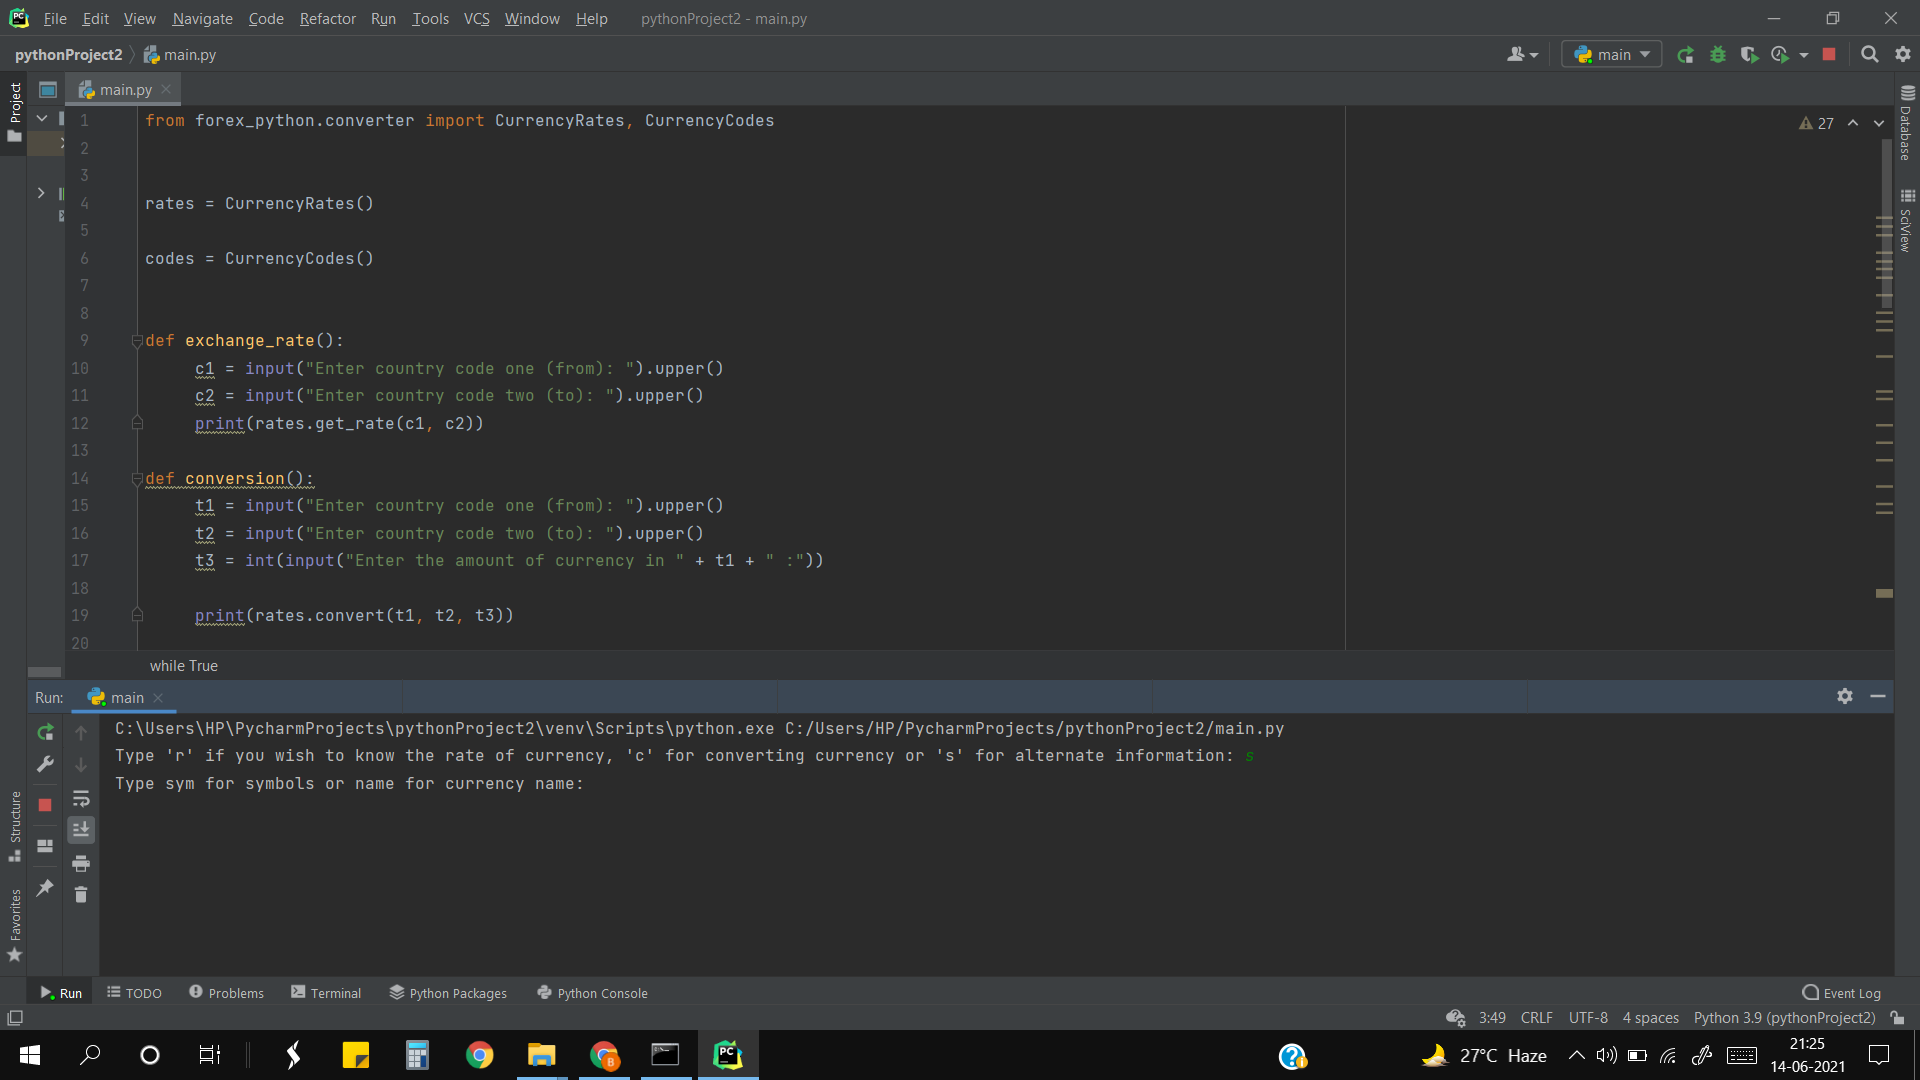 File Edit View Navigate Code Refactor Run Tools VCS Window Help pythonProject2 - main.py
pythonProject2 main.py main
Project
main.py
1 from forex_python.converter import CurrencyRates, CurrencyCodes
27
2
3
4 rates = CurrencyRates()
5
6 codes = CurrencyCodes()
7
8
9 def exchange_rate():
10 c1 = input("Enter country code one (from): ").upper()
11 c2 = input("Enter country code two (to): ").upper()
12 print(rates.get_rate(c1, c2))
13
14 def conversion():
15 t1 = input("Enter country code one (from): ").upper()
16 t2 = input("Enter country code two (to): ").upper()
17 t3 = int(input("Enter the amount of currency in " + t1 + " :"))
18
19 print(rates.convert(t1, t2, t3))
20
while True
Database
SciView
Run: main
C:\Users\HP\PycharmProjects\pythonProject2\venv\Scripts\python.exe C:/Users/HP/PycharmProjects/pythonProject2/main.py
Type 'r' if you wish to know the rate of currency, 'c' for converting currency or 's' for alternate information: s
Type sym for symbols or name for currency name:
Structure
Favorites
Run TODO Problems Terminal Python Packages Python Console Event Log
3:49 CRLF UTF-8 4 spaces Python 3.9 (pythonProject2)
27°C Haze
21:25
14-06-2021